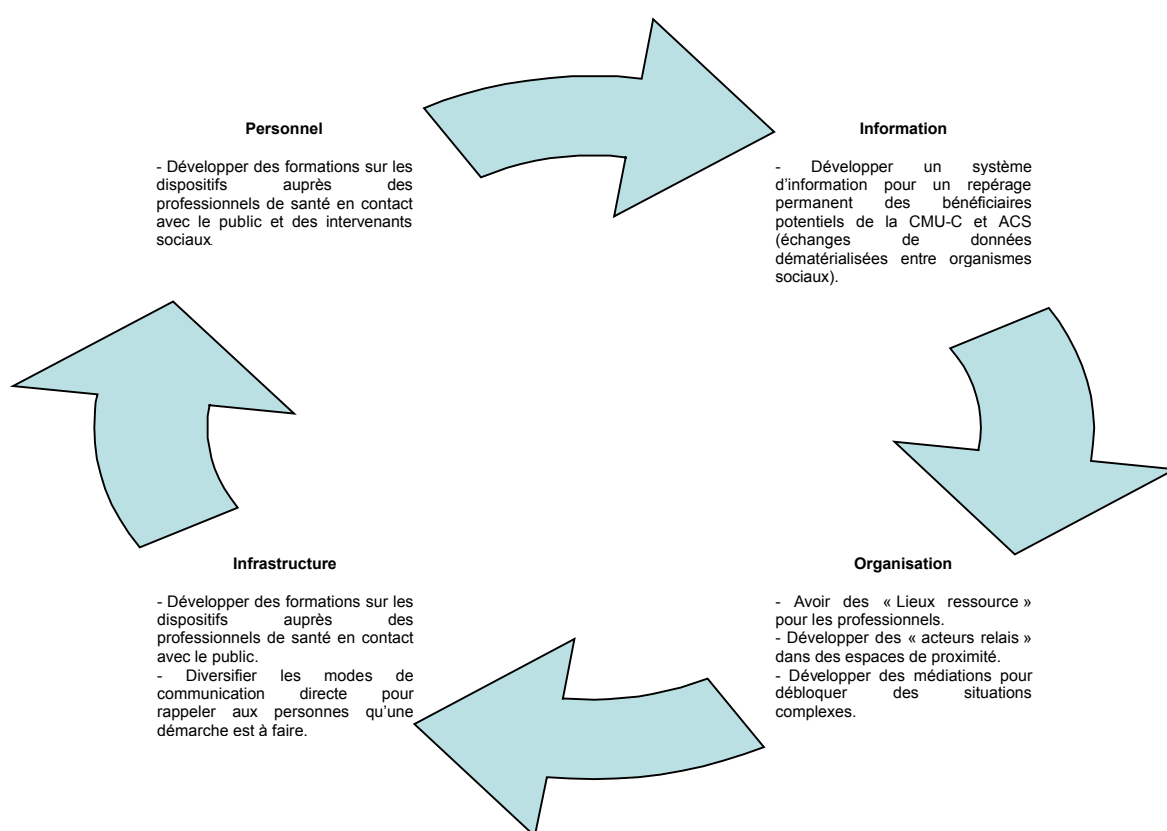 Personnel
- Développer des formations sur les
dispositifs auprès des
professionnels de santé en contact
avec le public et des intervenants
sociaux.
Information
- Développer un système
d'information pour un repérage
permanent des bénéficiaires
potentiels de la CMU-C et ACS
(échanges de données
dématérialisées entre organismes
sociaux).
Infrastructure
- Développer des formations sur les
dispositifs auprès des
professionnels de santé en contact
avec le public.
- Diversifier les modes de
communication directe pour
rappeler aux personnes qu'une
démarche est à faire.
Organisation
- Avoir des « Lieux ressource »
pour les professionnels.
- Développer des « acteurs relais »
dans des espaces de proximité.
- Développer des médiations pour
débloquer des situations
complexes.